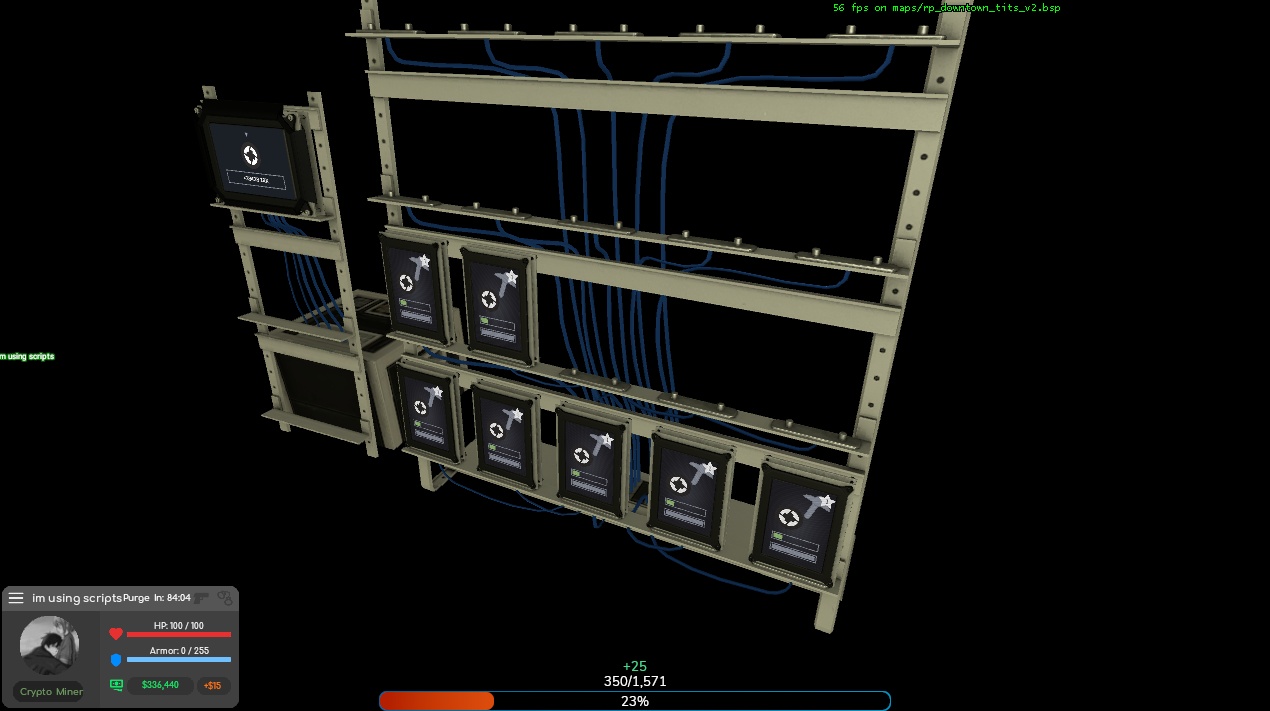 56 fps on maps/rp_downtown_tits_v2.bsp
m using scripts
im using scripts
Purge In: 84:04
HP: 100 / 100
Armor: 0 / 255
Crypto Miner
$336,440
+$15
+25
350/1,571
23%